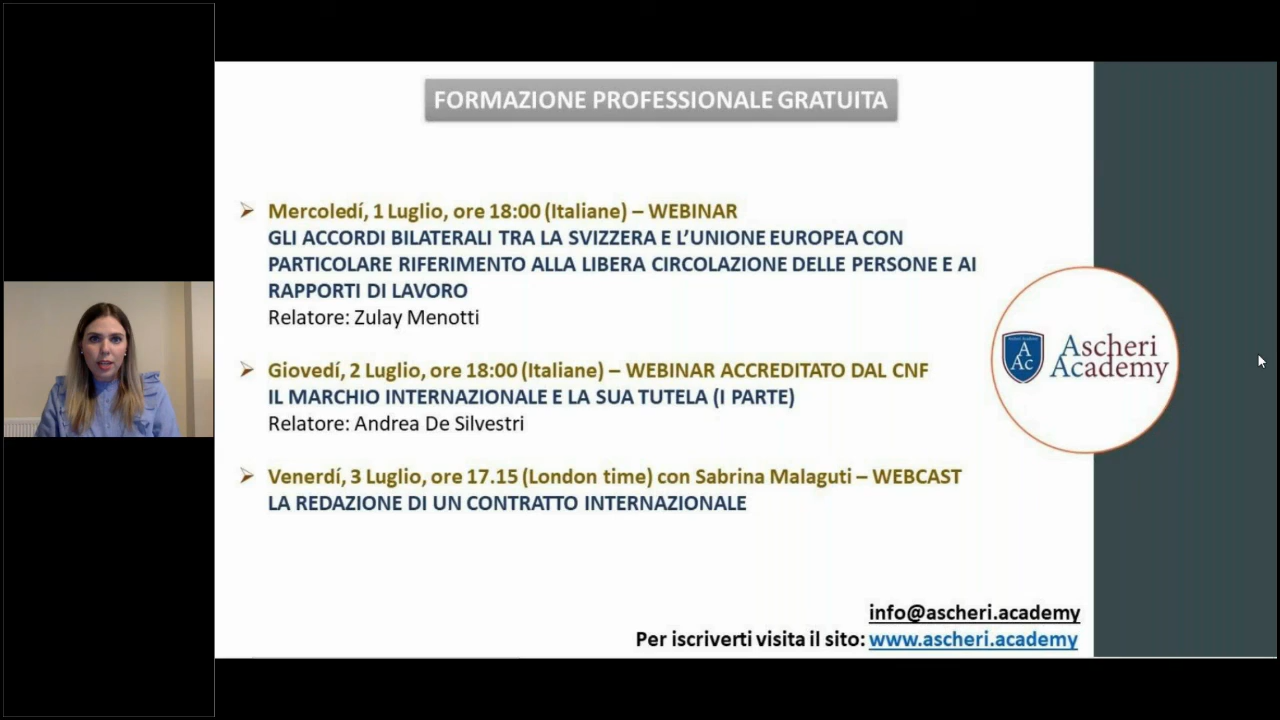 FORMAZIONE PROFESSIONALE GRATUITA
Mercoledí, 1 Luglio, ore 18:00 (Italiane) – WEBINAR
GLI ACCORDI BILATERALI TRA LA SVIZZERA E L’UNIONE EUROPEA CON
PARTICOLARE RIFERIMENTO ALLA LIBERA CIRCOLAZIONE DELLE PERSONE E AI
RAPPORTI DI LAVORO
Relatore: Zulay Menotti
Giovedí, 2 Luglio, ore 18:00 (Italiane) – WEBINAR ACCREDITATO DAL CNF
IL MARCHIO INTERNAZIONALE E LA SUA TUTELA (I PARTE)
Relatore: Andrea De Silvestri
Venerdí, 3 Luglio, ore 17.15 (London time) con Sabrina Malaguti – WEBCAST
LA REDAZIONE DI UN CONTRATTO INTERNAZIONALE
A
Ac
Ascheri
Academy
info@ascheri.academy
Per iscriverti visita il sito: www.ascheri.academy